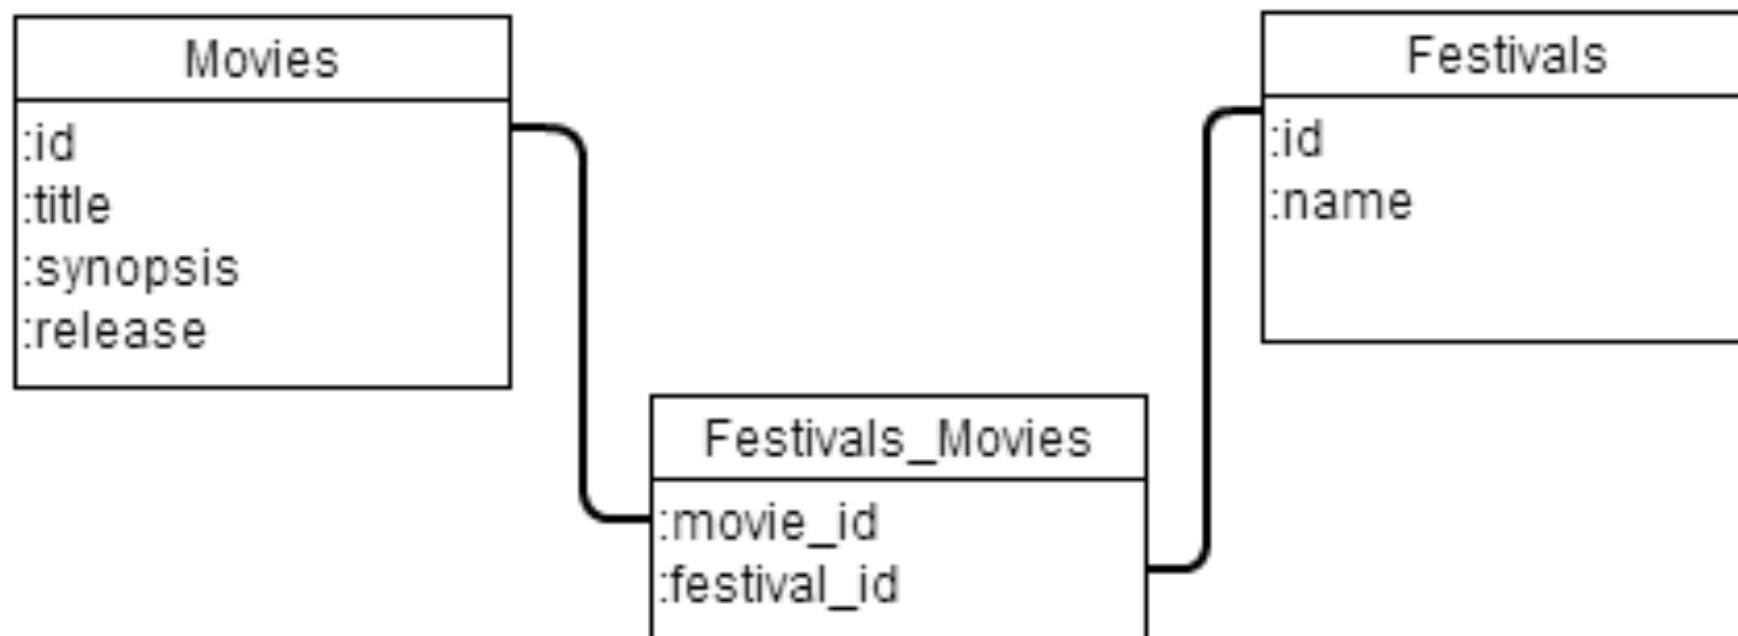 Movies
:id
:title
:synopsis
:release
Festivals
:id
:name
Festivals_Movies
:movie_id
:festival_id